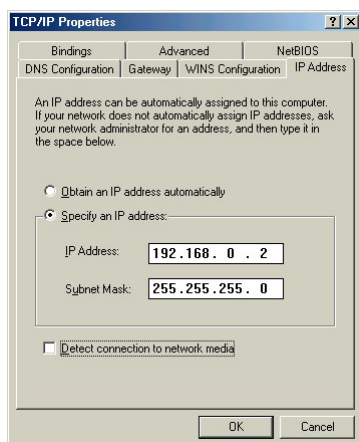 TCP/IP Properties
Bindings Advanced NetBIOS
DNS Configuration Gateway WINS Configuration IP Address
An IP address can be automatically assigned to this computer.
If your network does not automatically assign IP addresses, ask
your network administrator for an address, and then type it in
the space below.
Obtain an IP address automatically
Specify an IP address:
IP Address: 192.168. 0 . 2
Subnet Mask: 255.255.255. 0
Detect connection to network media
OK Cancel